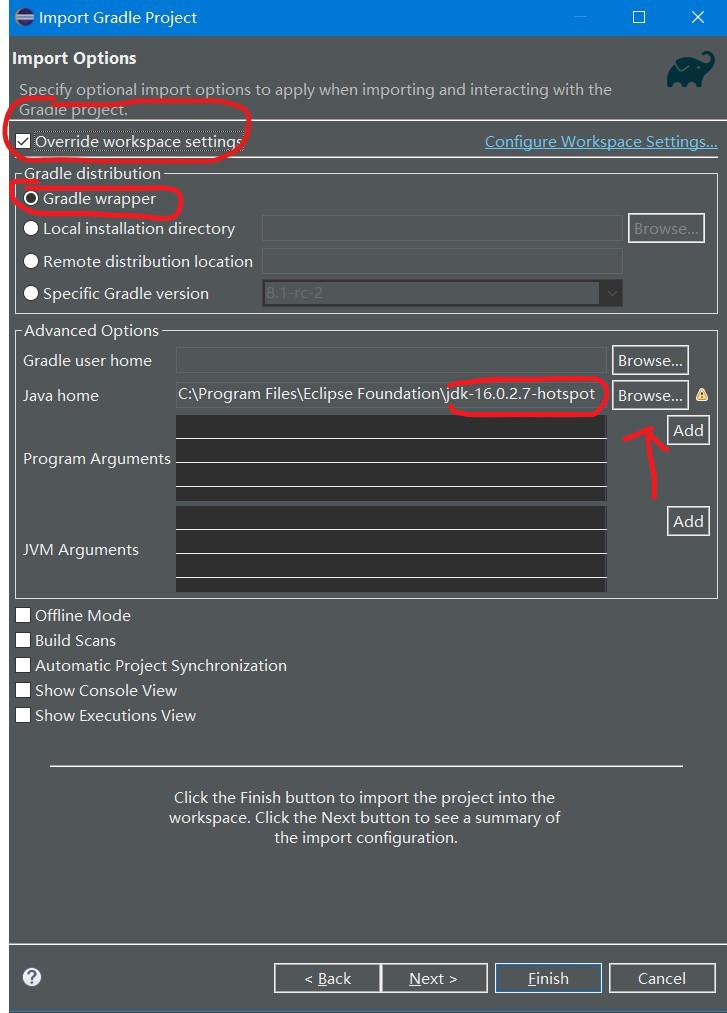 Import Gradle Project
Import Options
Specify optional import options to apply when importing and interacting with the
Gradle project.
Override workspace settings
Configure Workspace Settings...
Gradle distribution
Gradle wrapper
Local installation directory
Browse...
Remote distribution location
Specific Gradle version
8.1-rc-2
Advanced Options
Gradle user home
Browse...
Java home
C:\Program Files\Eclipse Foundation\jdk-16.0.2.7-hotspot
Browse...
Add
Program Arguments
Add
JVM Arguments
Offline Mode
Build Scans
Automatic Project Synchronization
Show Console View
Show Executions View
Click the Finish button to import the project into the
workspace. Click the Next button to see a summary of
the import configuration.
?
< Back
Next >
Finish
Cancel